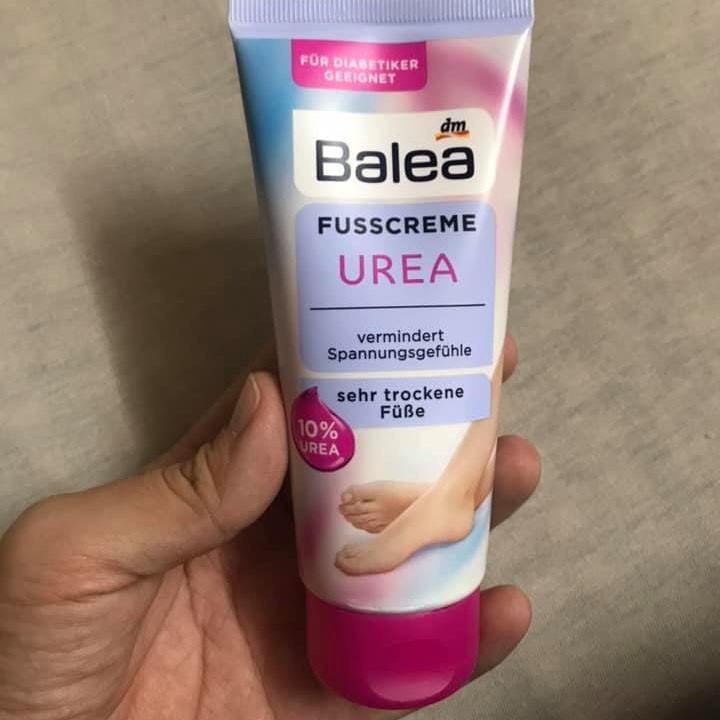 FÜR DIABETIKER
GEEIGNET
dm
Balea
FUSSCREME
UREA
vermindert
Spannungsgefühle
sehr trockene
Füße
10%
UREA